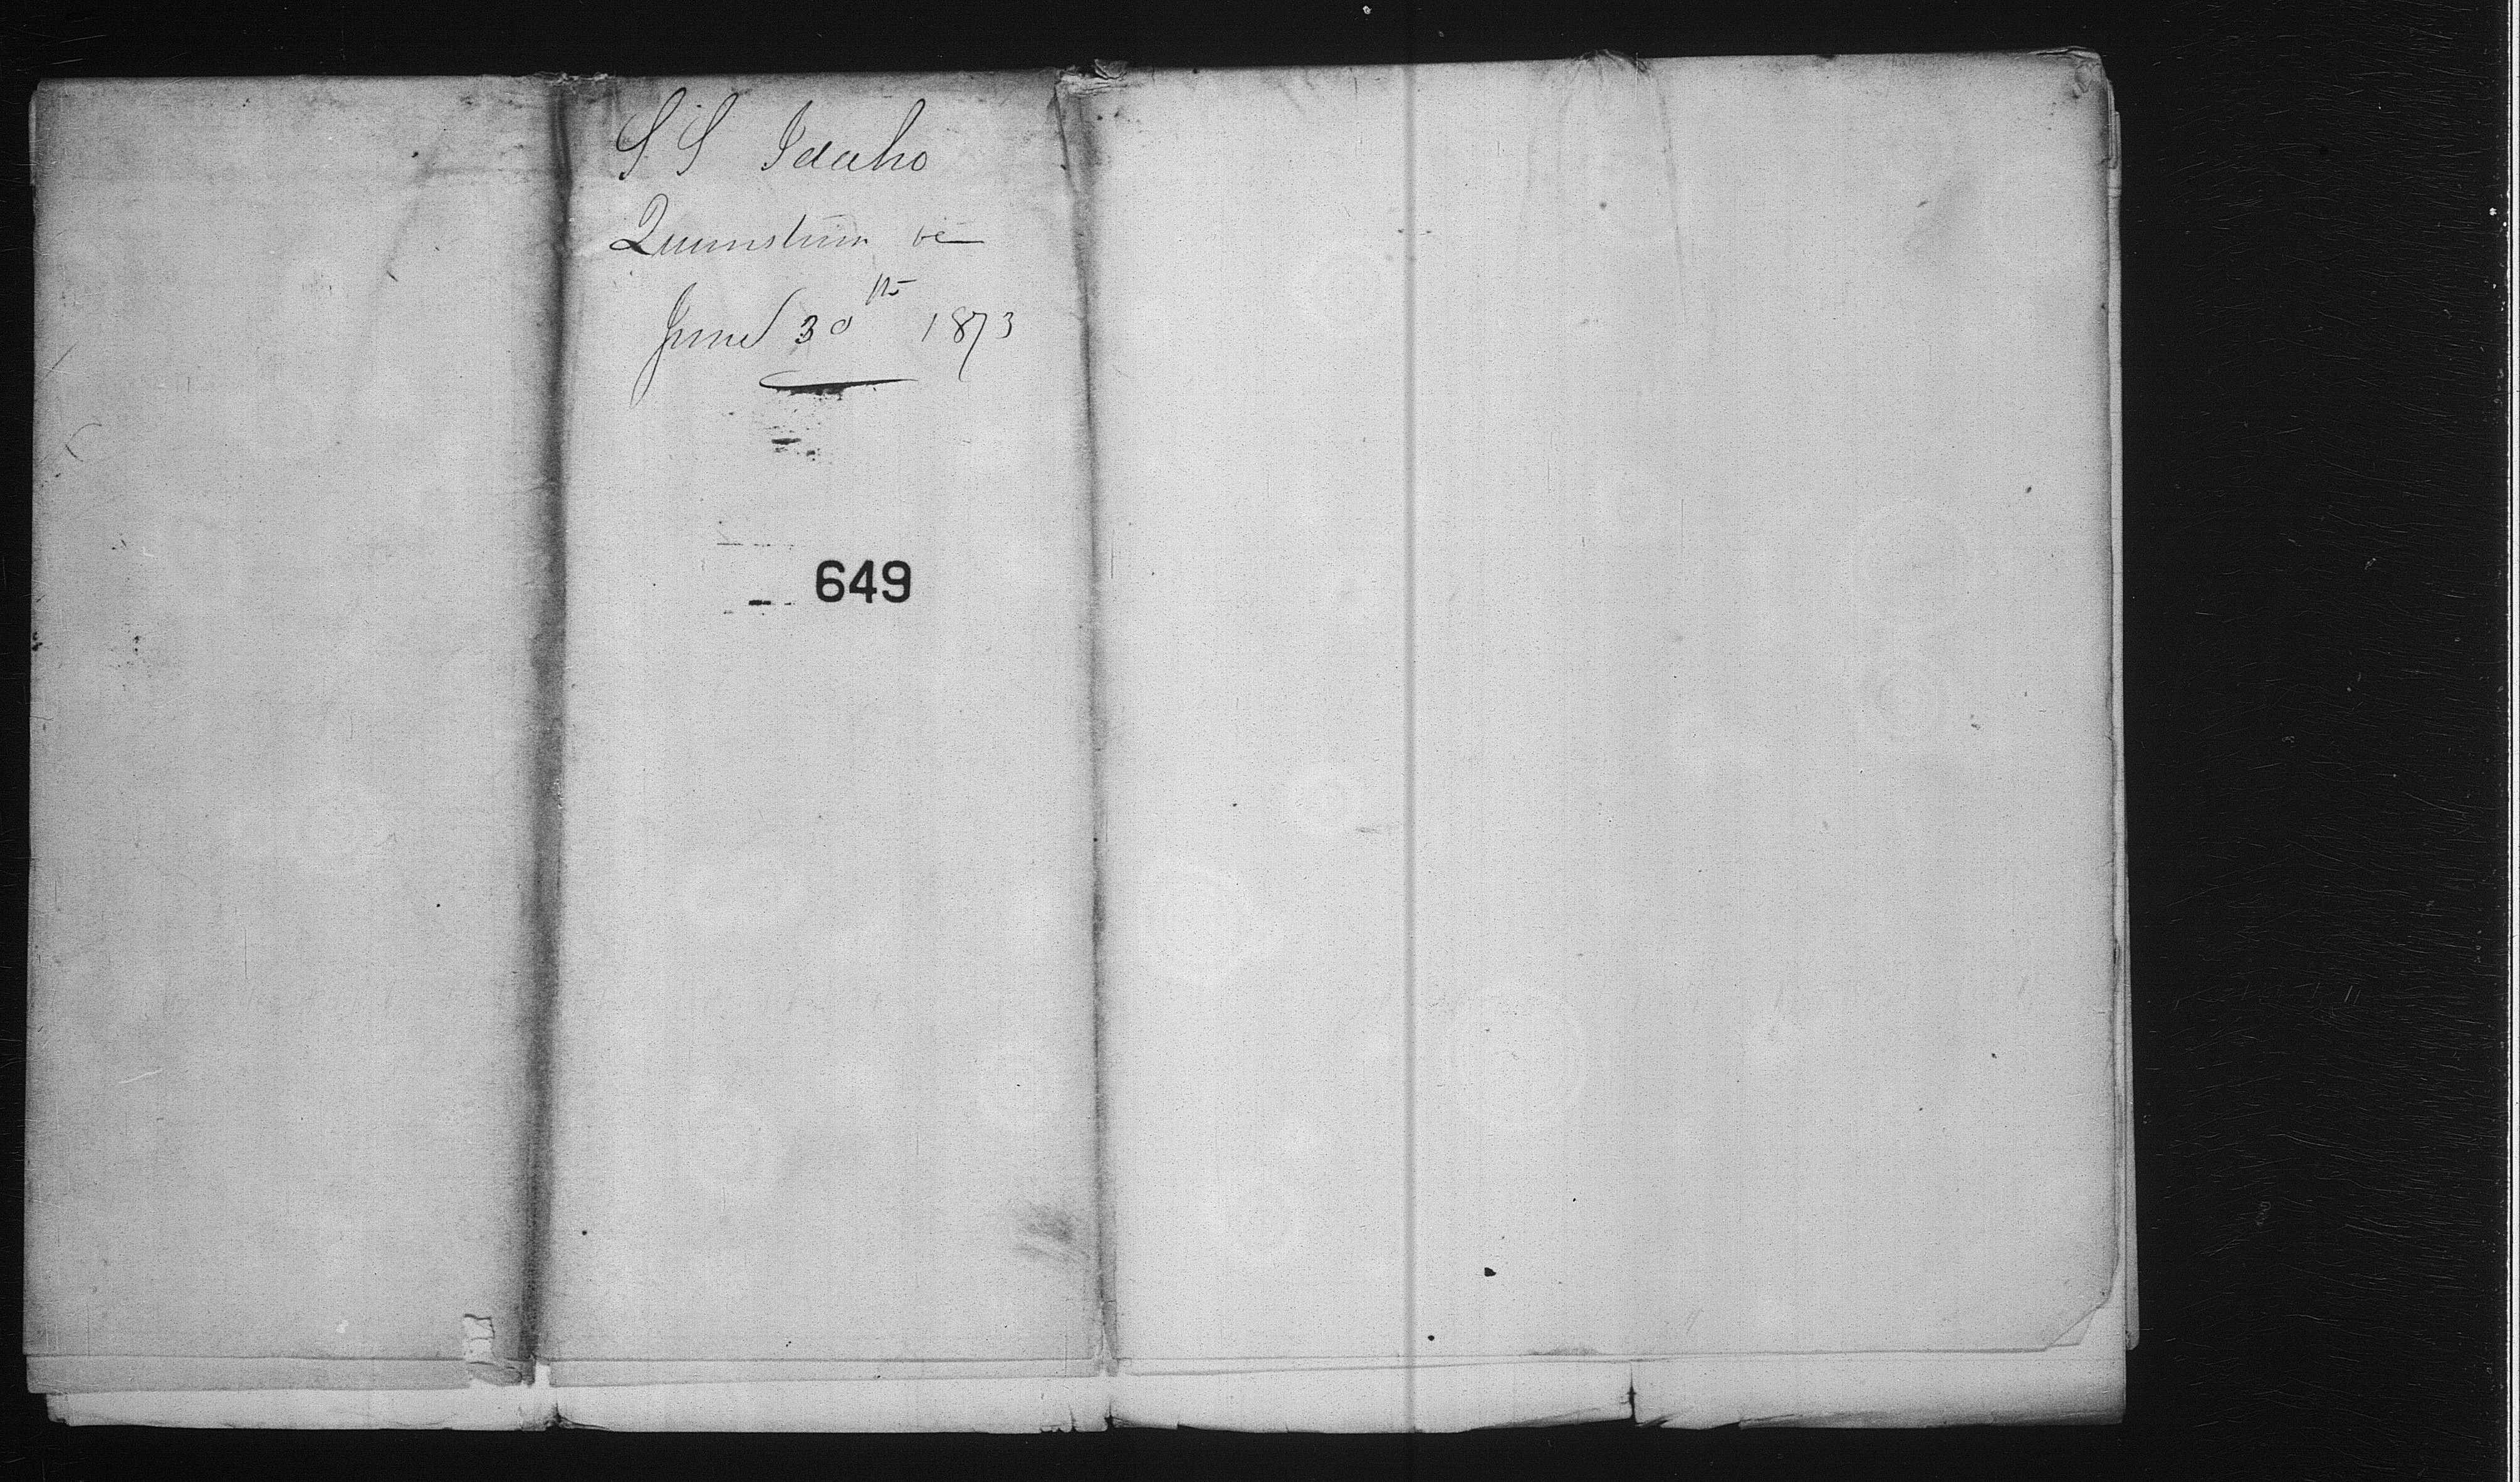 S S Idaho
Queenstown &c
June 30th 1873
649